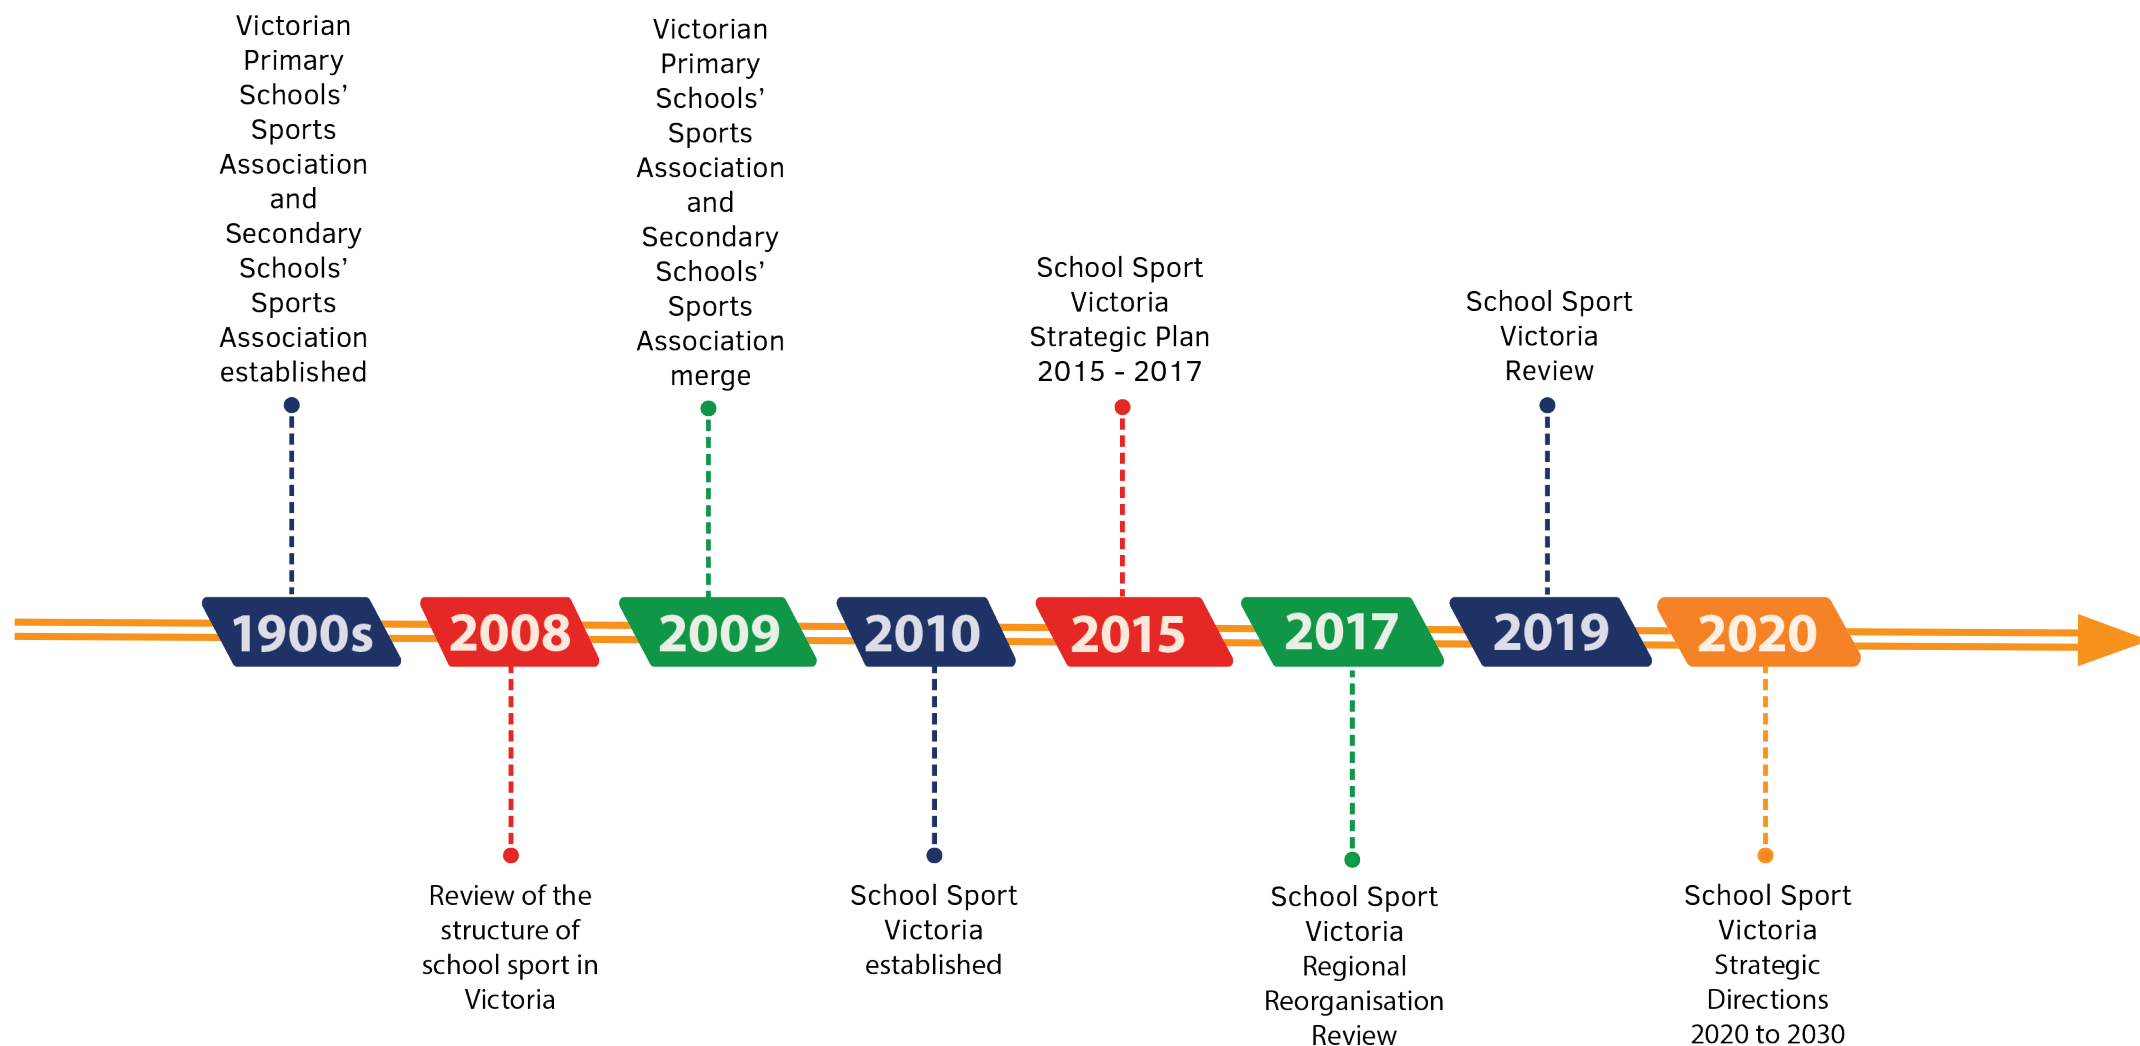 Victorian
Primary
Schools’
Sports
Association
and
Secondary
Schools’
Sports
Association
established
Victorian
Primary
Schools’
Sports
Association
and
Secondary
Schools’
Sports
Association
merge
School Sport
Victoria
Strategic Plan
2015 - 2017
School Sport
Victoria
Review
1900s
2008
2009
2010
2015
2017
2019
2020
Review of the
structure of
school sport in
Victoria
School Sport
Victoria
established
School Sport
Victoria
Regional
Reorganisation
Review
School Sport
Victoria
Strategic
Directions
2020 to 2030